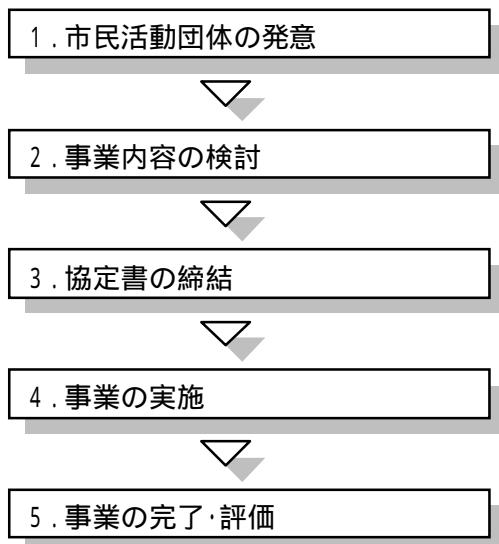 1.市民活動団体の発意
2.事業内容の検討
3.協定書の締結
4.事業の実施
5.事業の完了·評価